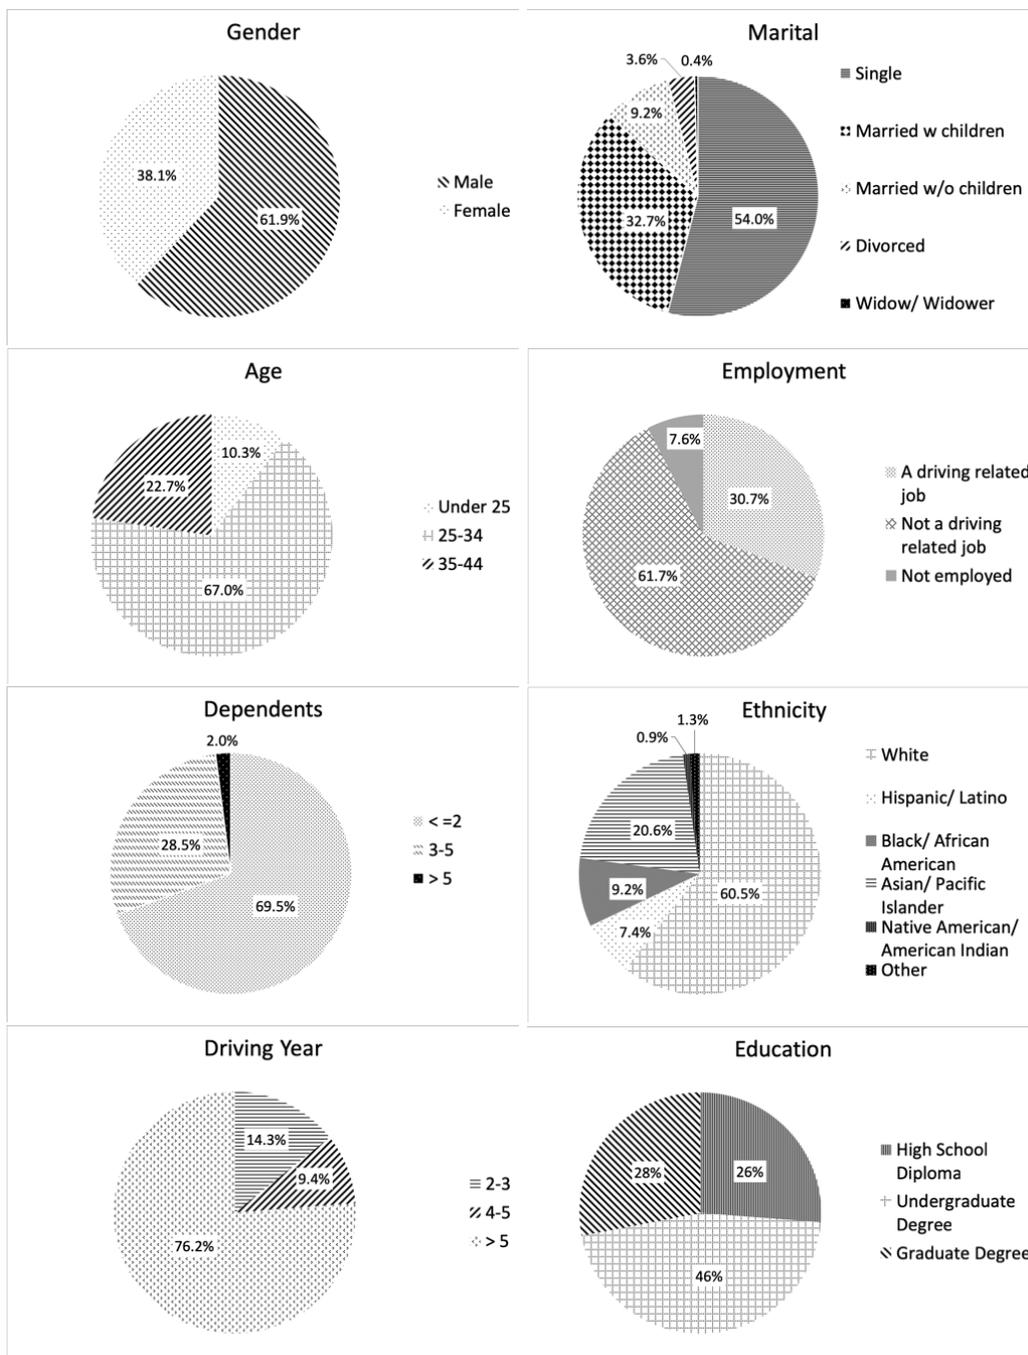 Gender
38.1%
61.9%
Male
Female
Marital
3.6%
0.4%
9.2%
32.7%
54.0%
Single
Married w children
Married w/o children
Divorced
Widow/ Widower
Age
10.3%
22.7%
67.0%
Under 25
25-34
35-44
Employment
7.6%
30.7%
61.7%
A driving related
job
Not a driving
related job
Not employed
Dependents
2.0%
28.5%
69.5%
< =2
3-5
> 5
Ethnicity
1.3%
0.9%
20.6%
9.2%
60.5%
7.4%
White
Hispanic/ Latino
Black/ African
American
Asian/ Pacific
Islander
Native American/
American Indian
Other
Driving Year
14.3%
9.4%
76.2%
2-3
4-5
> 5
Education
28%
26%
46%
High School
Diploma
Undergraduate
Degree
Graduate Degree